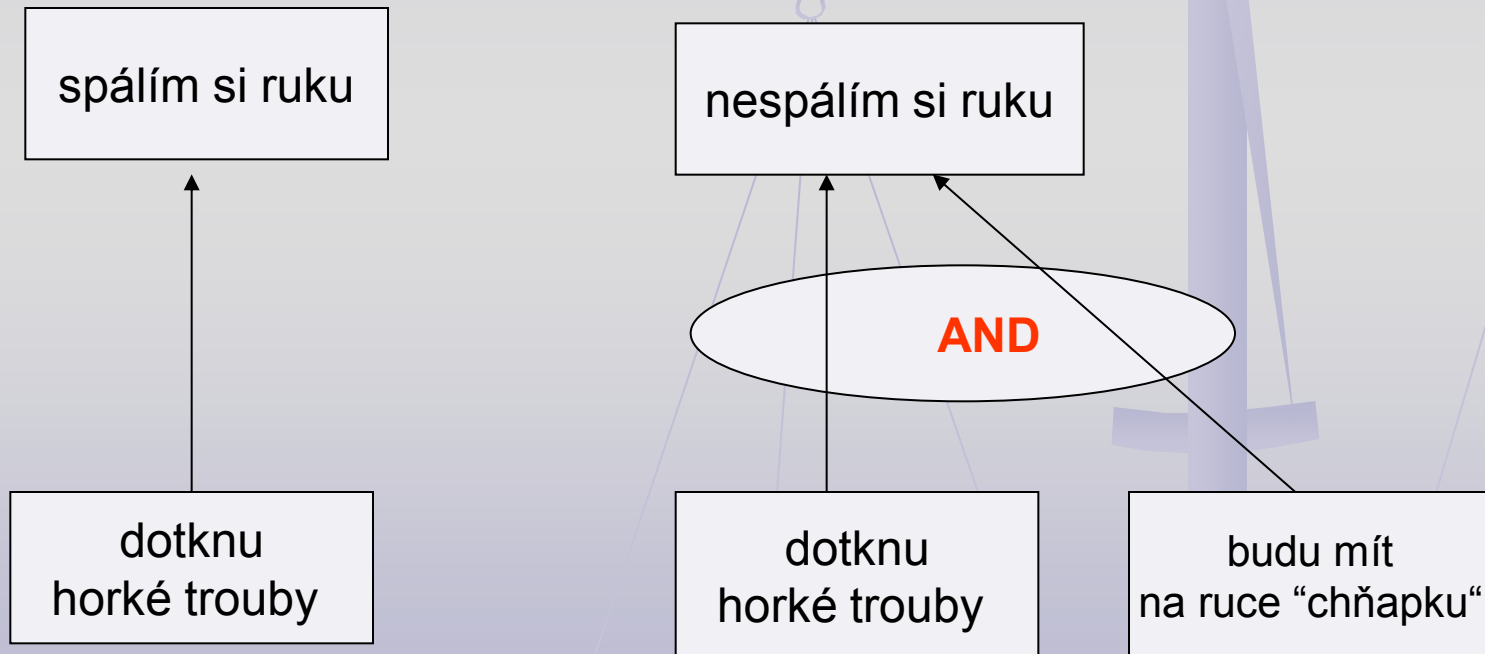 spálím si ruku
nespálím si ruku
AND
dotknu
horké trouby
dotknu
horké trouby
budu mít
na ruce “chňapku“